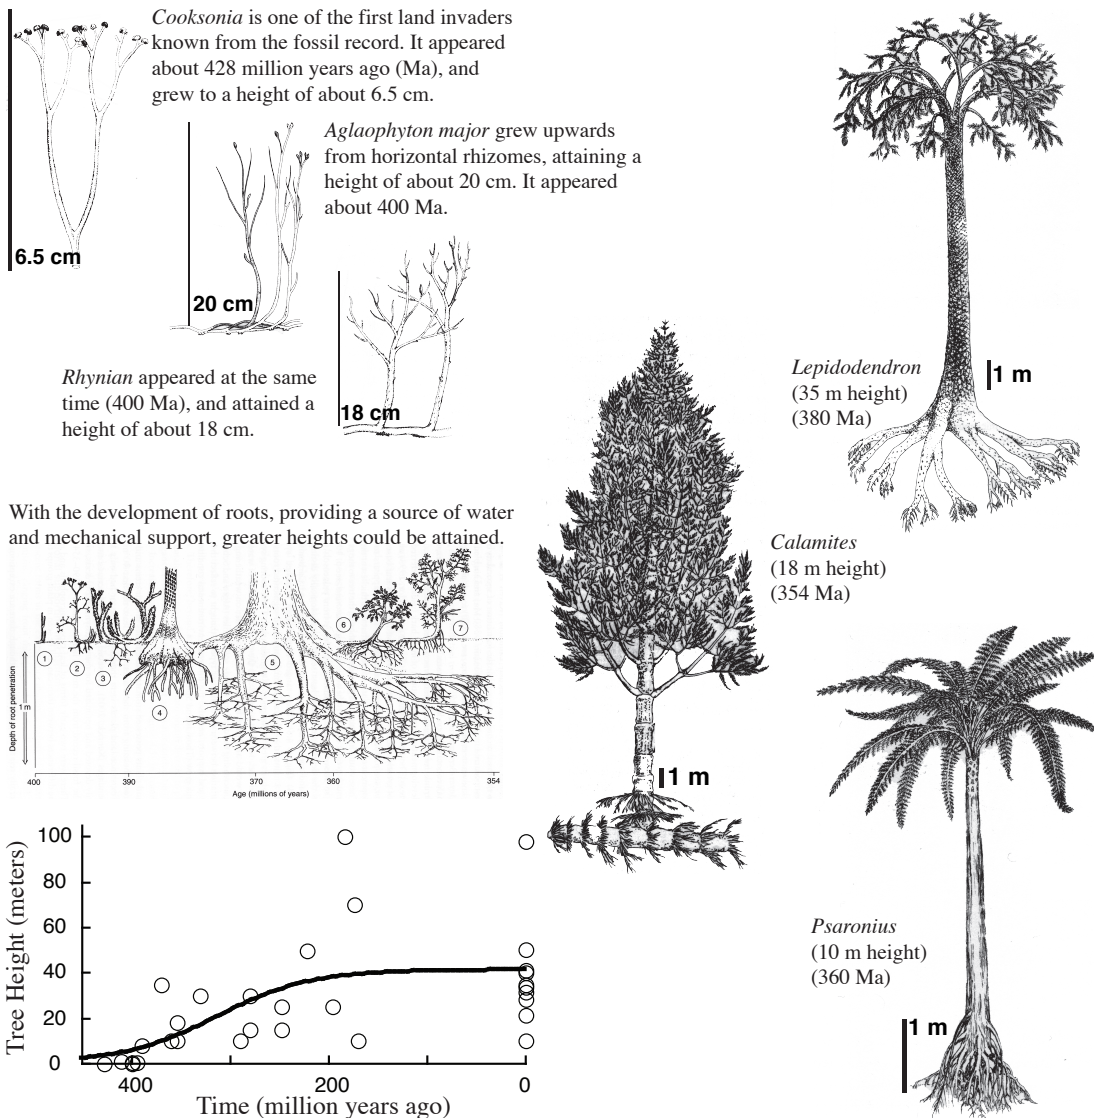 Cooksonia is one of the first land invaders
known from the fossil record. It appeared
about 428 million years ago (Ma), and
grew to a height of about 6.5 cm.
6.5 cm
Aglaophyton major grew upwards
from horizontal rhizomes, attaining a
height of about 20 cm. It appeared
about 400 Ma.
20 cm
Rhynian appeared at the same
time (400 Ma), and attained a
height of about 18 cm.
18 cm
Lepidodendron
(35 m height)
(380 Ma)
1 m
With the development of roots, providing a source of water
and mechanical support, greater heights could be attained.
1
2
3
4
5
6
7
Depth of root penetration
1 m
400
390
370
360
354
Age (millions of years)
Calamites
(18 m height)
(354 Ma)
1 m
Psaronius
(10 m height)
(360 Ma)
1 m
Tree Height (meters)
100
80
60
40
20
0
400
200
0
Time (million years ago)